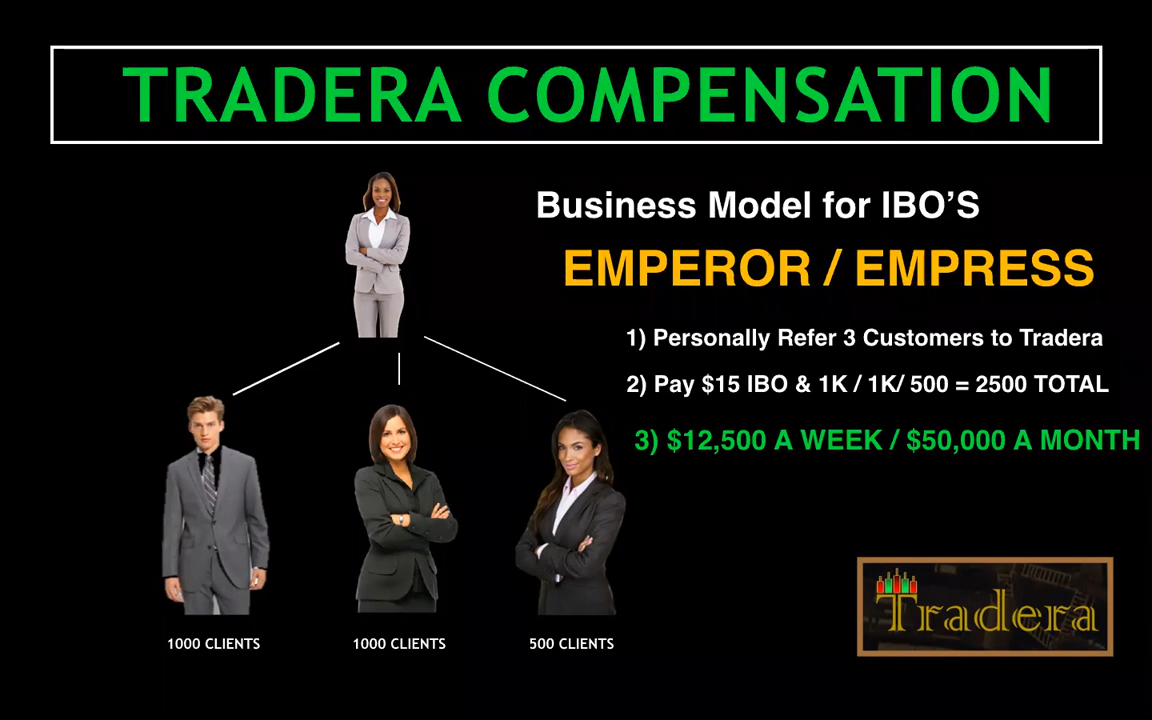 TRADERA COMPENSATION
Business Model for IBO'S
EMPEROR / EMPRESS
1) Personally Refer 3 Customers to Tradera
2) Pay $15 IBO & 1K / 1K/ 500 = 2500 TOTAL
3) $12,500 A WEEK / $50,000 A MONTH
1000 CLIENTS
1000 CLIENTS
500 CLIENTS
Tradera